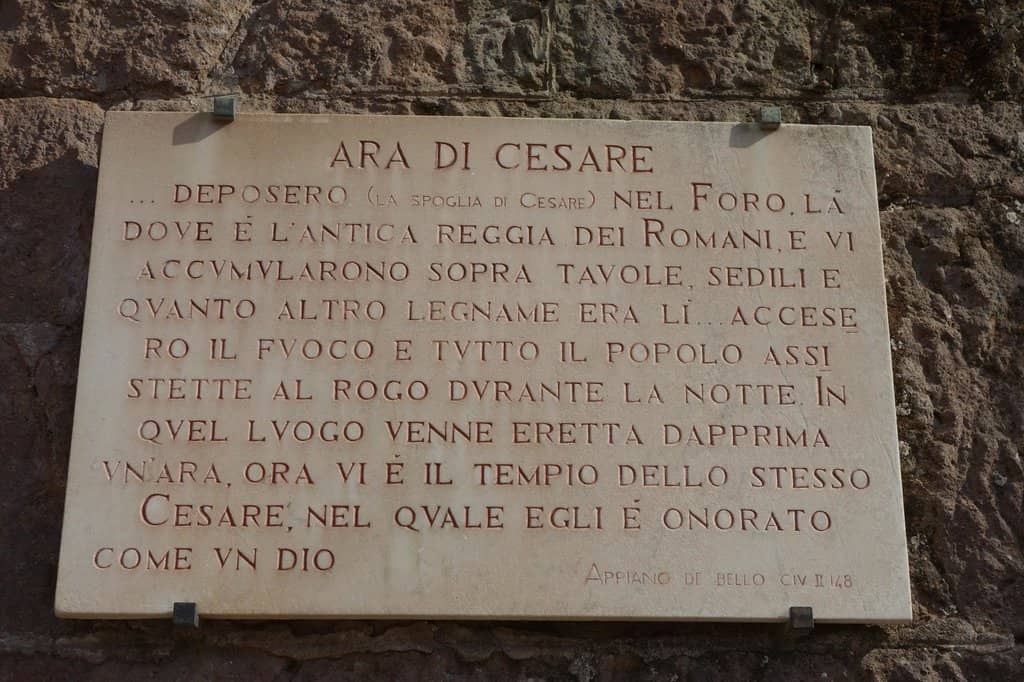 ARA DI CESARE
... DEPOSERO (LA SPOGLIA DI CESARE) NEL FORO, LÀ
DOVE É L'ANTICA REGGIA DEI ROMANI, E VI
ACCVMVLARONO SOPRA TAVOLE, SEDILI E
QVANTO ALTRO LEGNAME ERA LÍ ... ACCESE
RO IL FVOCO E TVTTO IL POPOLO ASSI
STETTE AL ROGO DVRANTE LA NOTTE. IN
QVEL LVOGO VENNE ERETTA DAPPRIMA
VN'ARA, ORA VI É IL TEMPIO DELLO STESSO
CESARE, NEL QVALE EGLI É ONORATO
COME VN DIO
APPIANO DE BELLO CIV II 148